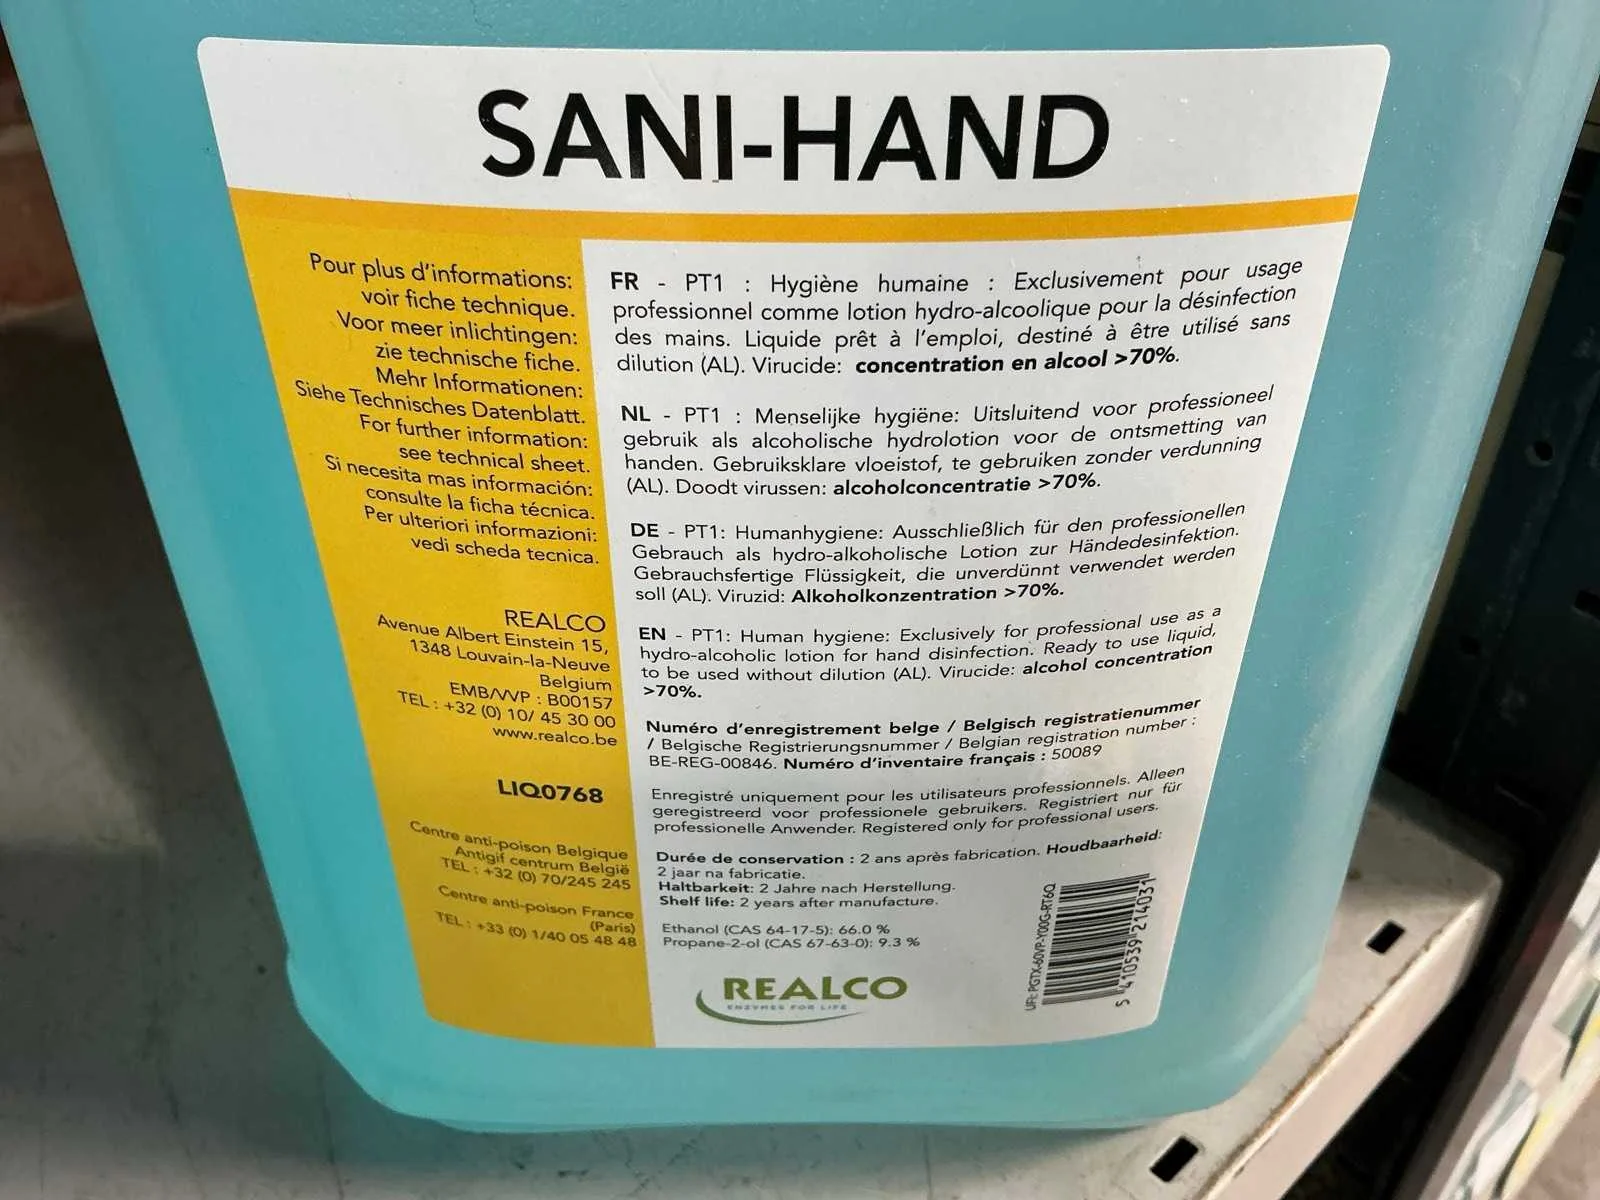 SANI-HAND
Pour plus d'informations:
voir fiche technique.
Voor meer inlichtingen:
zie technische fiche.
Mehr Informationen:
Siehe Technisches Datenblatt.
For further information:
see technical sheet.
Si necesita mas información:
consulte la ficha técnica.
Per ulteriori informazioni:
vedi scheda tecnica.
REALCO
Avenue Albert Einstein 15,
1348 Louvain-la-Neuve
Belgium
EMB/VVP : B00157
TEL : +32 (0) 10/ 45 30 00
www.realco.be
LIQ0768
Centre anti-poison Belgique
Antigif centrum België
TEL : +32 (0) 70/245 245
Centre anti-poison France
(Paris)
TEL : +33 (0) 1/40 05 48 48
FR - PT1 : Hygiène humaine : Exclusivement pour usage
professionnel comme lotion hydro-alcoolique pour la désinfection
des mains. Liquide prêt à l'emploi, destiné à être utilisé sans
dilution (AL). Virucide: concentration en alcool >70%.
NL - PT1 : Menselijke hygiëne: Uitsluitend voor professioneel
gebruik als alcoholische hydrolotion voor de ontsmetting van
handen. Gebruiksklare vloeistof, te gebruiken zonder verdunning
(AL). Doodt virussen: alcoholconcentratie >70%.
DE - PT1: Humanhygiene: Ausschließlich für den professionellen
Gebrauch als hydro-alkoholische Lotion zur Händedesinfektion.
Gebrauchsfertige Flüssigkeit, die unverdünnt verwendet werden
soll (AL). Viruzid: Alkoholkonzentration >70%.
EN - PT1: Human hygiene: Exclusively for professional use as a
hydro-alcoholic lotion for hand disinfection. Ready to use liquid,
to be used without dilution (AL). Virucide: alcohol concentration
>70%.
Numéro d'enregistrement belge / Belgisch registratienummer
/ Belgische Registrierungsnummer / Belgian registration number :
BE-REG-00846. Numéro d'inventaire français : 50089
Enregistré uniquement pour les utilisateurs professionnels. Alleen
geregistreerd voor professionele gebruikers. Registriert nur für
professionelle Anwender. Registered only for professional users.
Durée de conservation : 2 ans après fabrication. Houdbaarheid:
2 jaar na fabricatie.
Haltbarkeit: 2 Jahre nach Herstellung.
Shelf life: 2 years after manufacture.
Ethanol (CAS 64-17-5): 66.0 %
Propane-2-ol (CAS 67-63-0): 9.3 %
REALCO
ENZYMES FOR LIFE
UFI: PGTX-60VP-Y00G-RT6Q
5 410539 214031